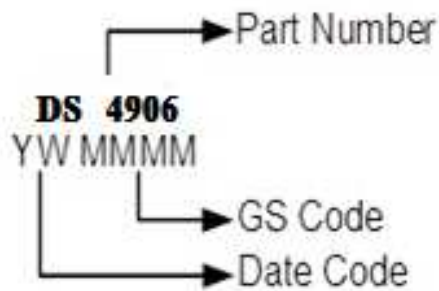 Part Number
DS 4906
YW MMMM
GS Code
Date Code